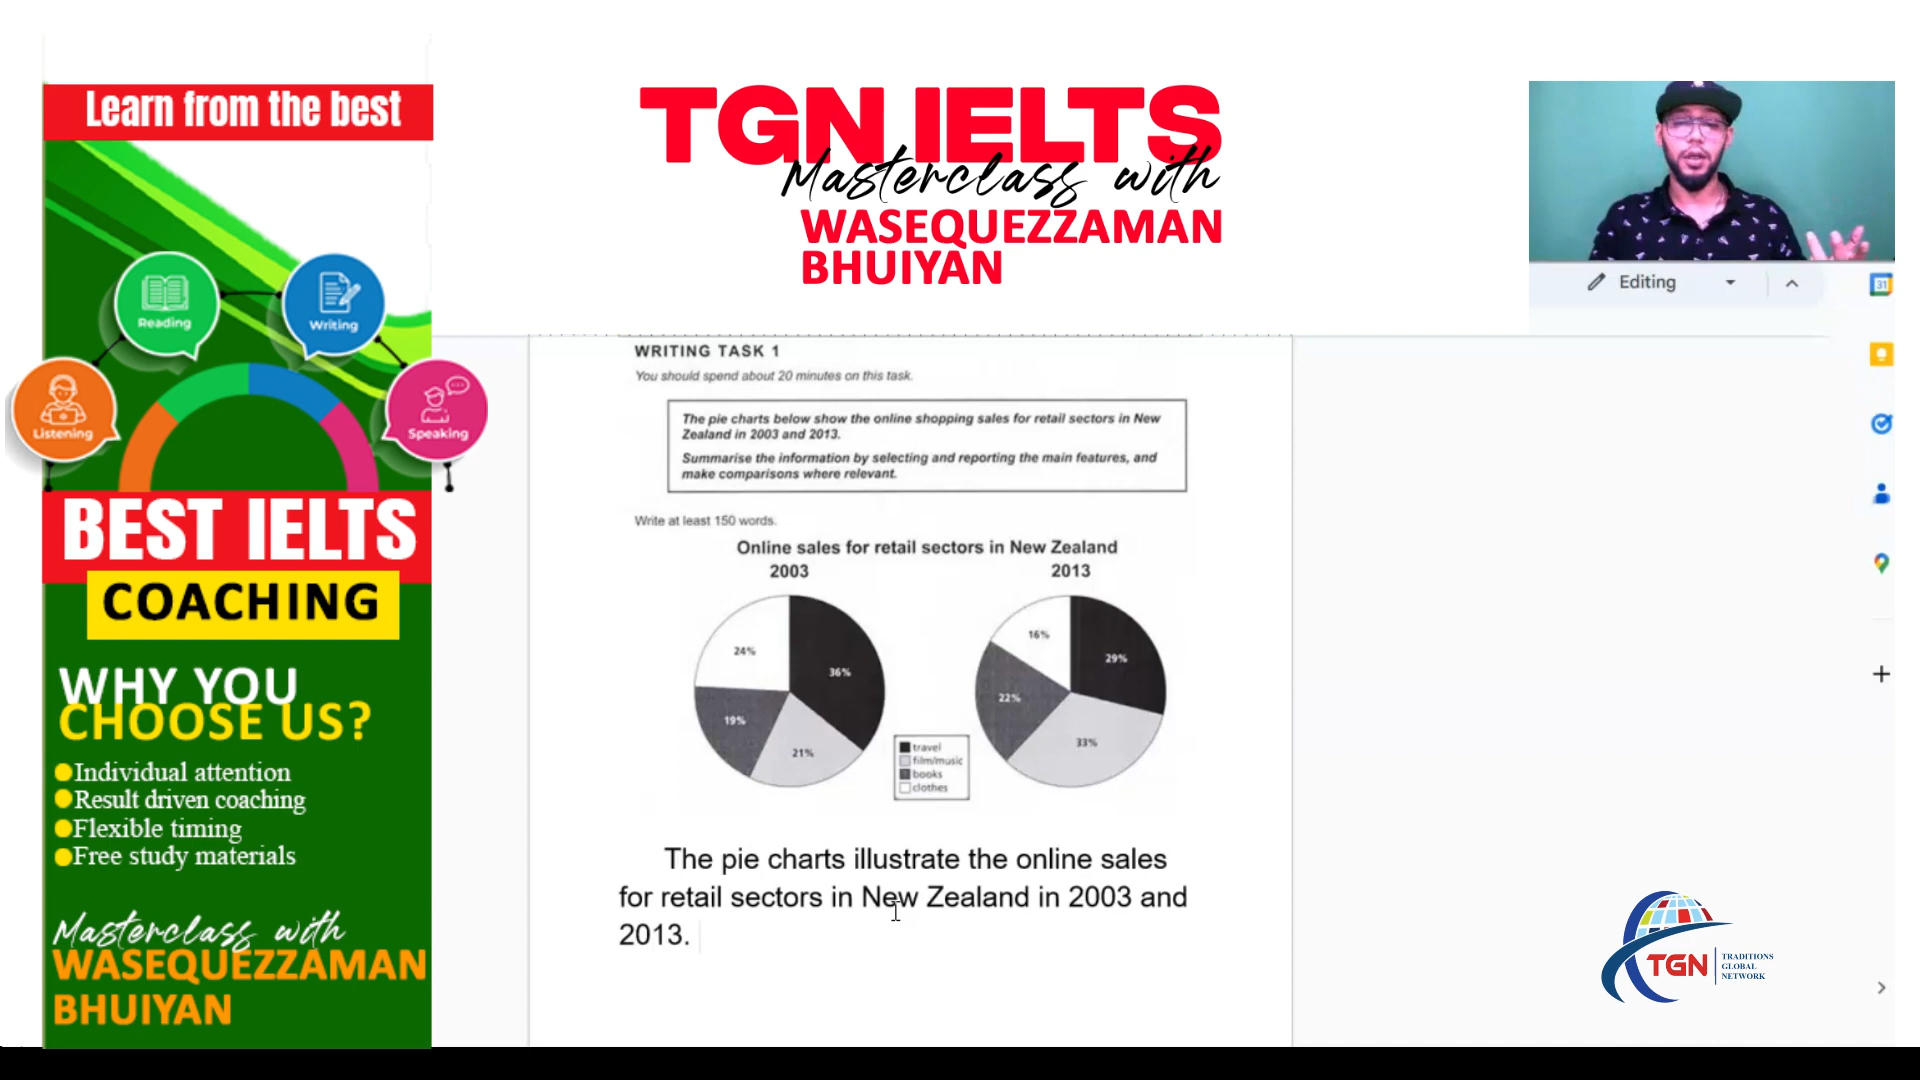 Learn from the best
Reading
Writing
Listening
Speaking
BEST IELTS
COACHING
WHY YOU
CHOOSE US?
Individual attention
Result driven coaching
Flexible timing
Free study materials
Masterclass with
WASEQUEZZAMAN
BHUIYAN
TGN IELTS
Masterclass with
WASEQUEZZAMAN
BHUIYAN
Editing
31
WRITING TASK 1
You should spend about 20 minutes on this task.
The pie charts below show the online shopping sales for retail sectors in New
Zealand in 2003 and 2013.
Summarise the information by selecting and reporting the main features, and
make comparisons where relevant.
Write at least 150 words.
Online sales for retail sectors in New Zealand
2003
2013
24%
36%
19%
21%
16%
29%
22%
33%
travel
film/music
books
clothes
The pie charts illustrate the online sales
for retail sectors in New Zealand in 2003 and
2013.
TGN
TRADITIONS
GLOBAL
NETWORK